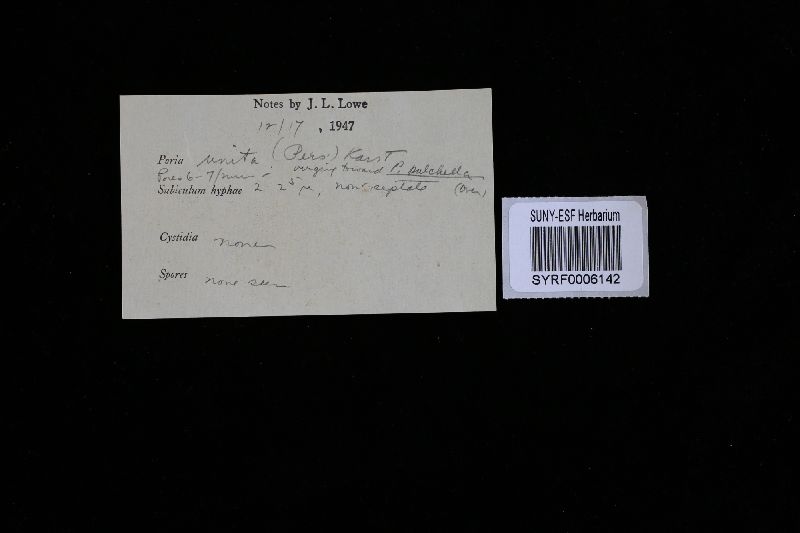 Notes by J. L. Lowe
12/17, 1947
Poria unita (Pers.) Karst
verging toward P. pulchella
Pores 6-7/mm
Subiculum hyphae 2-2.5 µ, non-septate (Over)
Cystidia none
Spores none seen
SUNY-ESF Herbarium
SYRF0006142